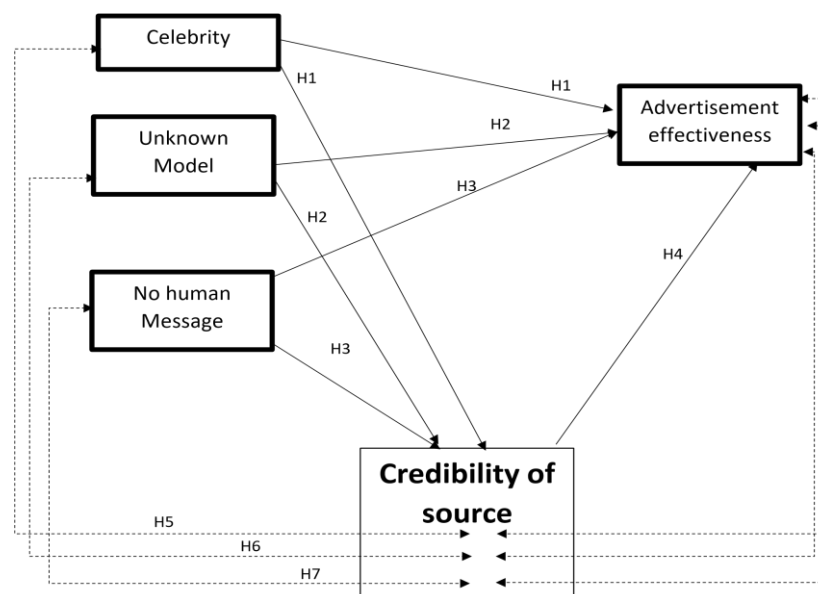 Celebrity
H1
H1
Advertisement
effectiveness
Unknown
Model
H2
H2
H3
No human
Message
H3
H4
Credibility of
source
H5
H6
H7